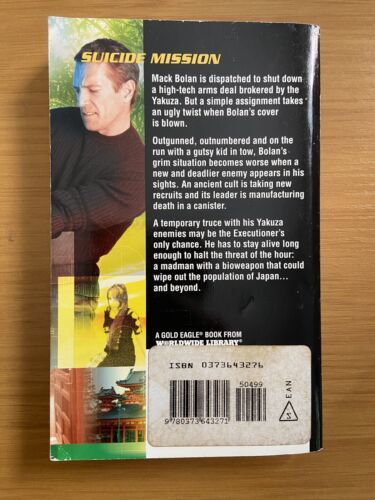 SUICIDE MISSION
Mack Bolan is dispatched to shut down
a high-tech arms deal brokered by the
Yakuza. But a simple assignment takes
an ugly twist when Bolan's cover
is blown.
Outgunned, outnumbered and on the
run with a gutsy kid in tow, Bolan's
grim situation becomes worse when a
new and deadlier enemy appears in his
sights. An ancient cult is taking new
recruits and its leader is manufacturing
death in a canister.
A temporary truce with his Yakuza
enemies may be the Executioner's
only chance. He has to stay alive long
enough to halt the threat of the hour:
a madman with a bioweapon that could
wipe out the population of Japan...
and beyond.
A GOLD EAGLE® BOOK FROM
WORLDWIDE LIBRARY®
ISBN 0373643276
50499
EAN
9 780373 643271